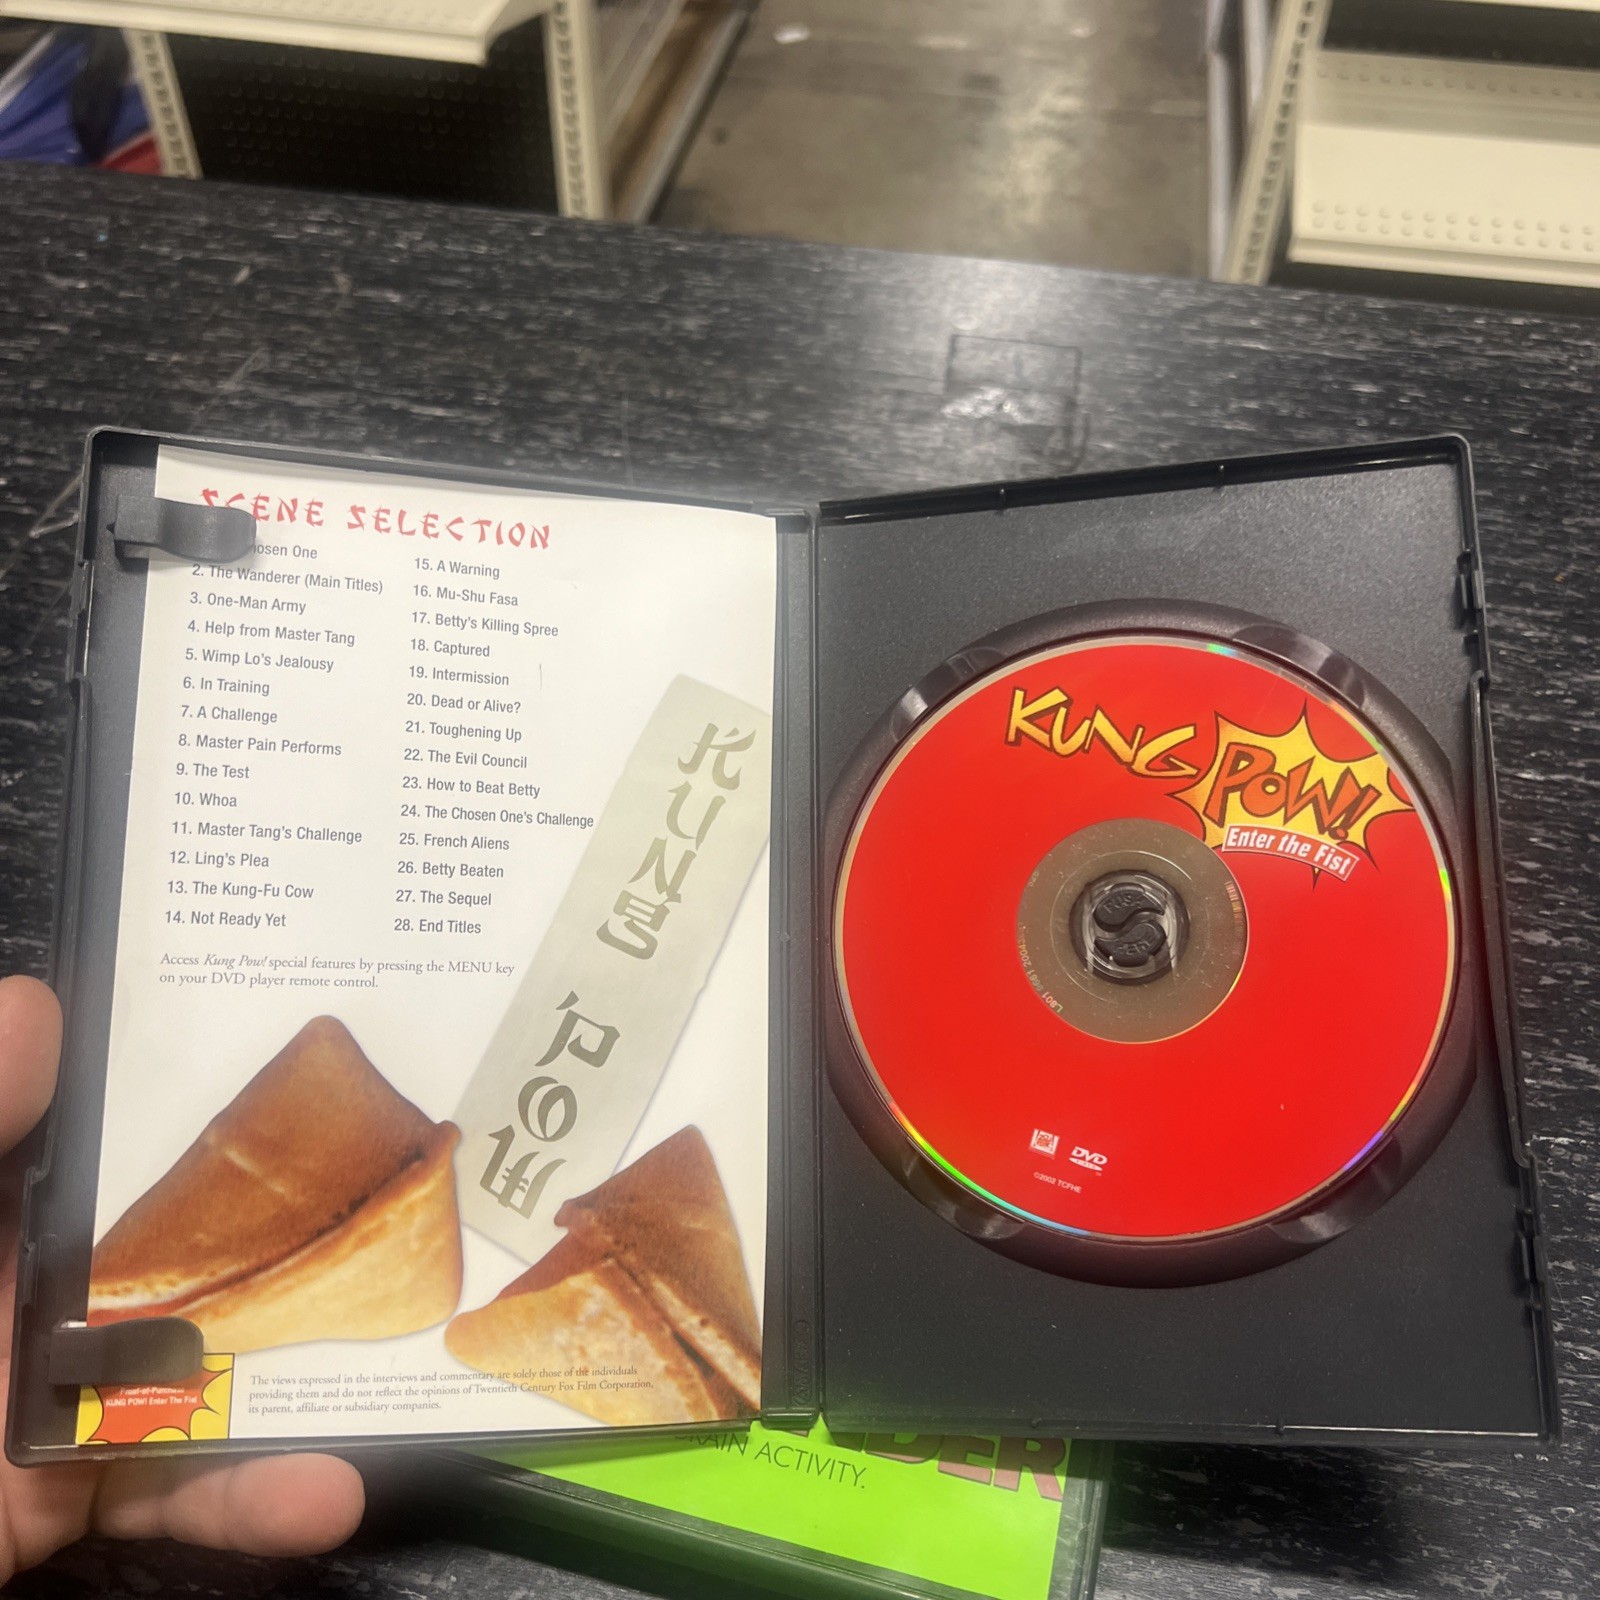 SCENE SELECTION
hosen One
2. The Wanderer (Main Titles)
3. One-Man Army
4. Help from Master Tang
5. Wimp Lo's Jealousy
6. In Training
7. A Challenge
8. Master Pain Performs
9. The Test
10. Whoa
11. Master Tang's Challenge
12. Ling's Plea
13. The Kung-Fu Cow
14. Not Ready Yet
15. A Warning
16. Mu-Shu Fasa
17. Betty's Killing Spree
18. Captured
19. Intermission
20. Dead or Alive?
21. Toughening Up
22. The Evil Council
23. How to Beat Betty
24. The Chosen One's Challenge
25. French Aliens
26. Betty Beaten
27. The Sequel
28. End Titles
Access Kung Pow! special features by pressing the MENU key
on your DVD player remote control.
KUNG POW
Proof-of-Purchase
KUNG POW! Enter The Fist
The views expressed in the interviews and commentary are solely those of the individuals
providing them and do not reflect the opinions of Twentieth Century Fox Film Corporation,
its parent, affiliate or subsidiary companies.
KUNG POW!
Enter the Fist
DVD
VIDEO
©2002 TCFHE
BRAIN ACTIVITY.